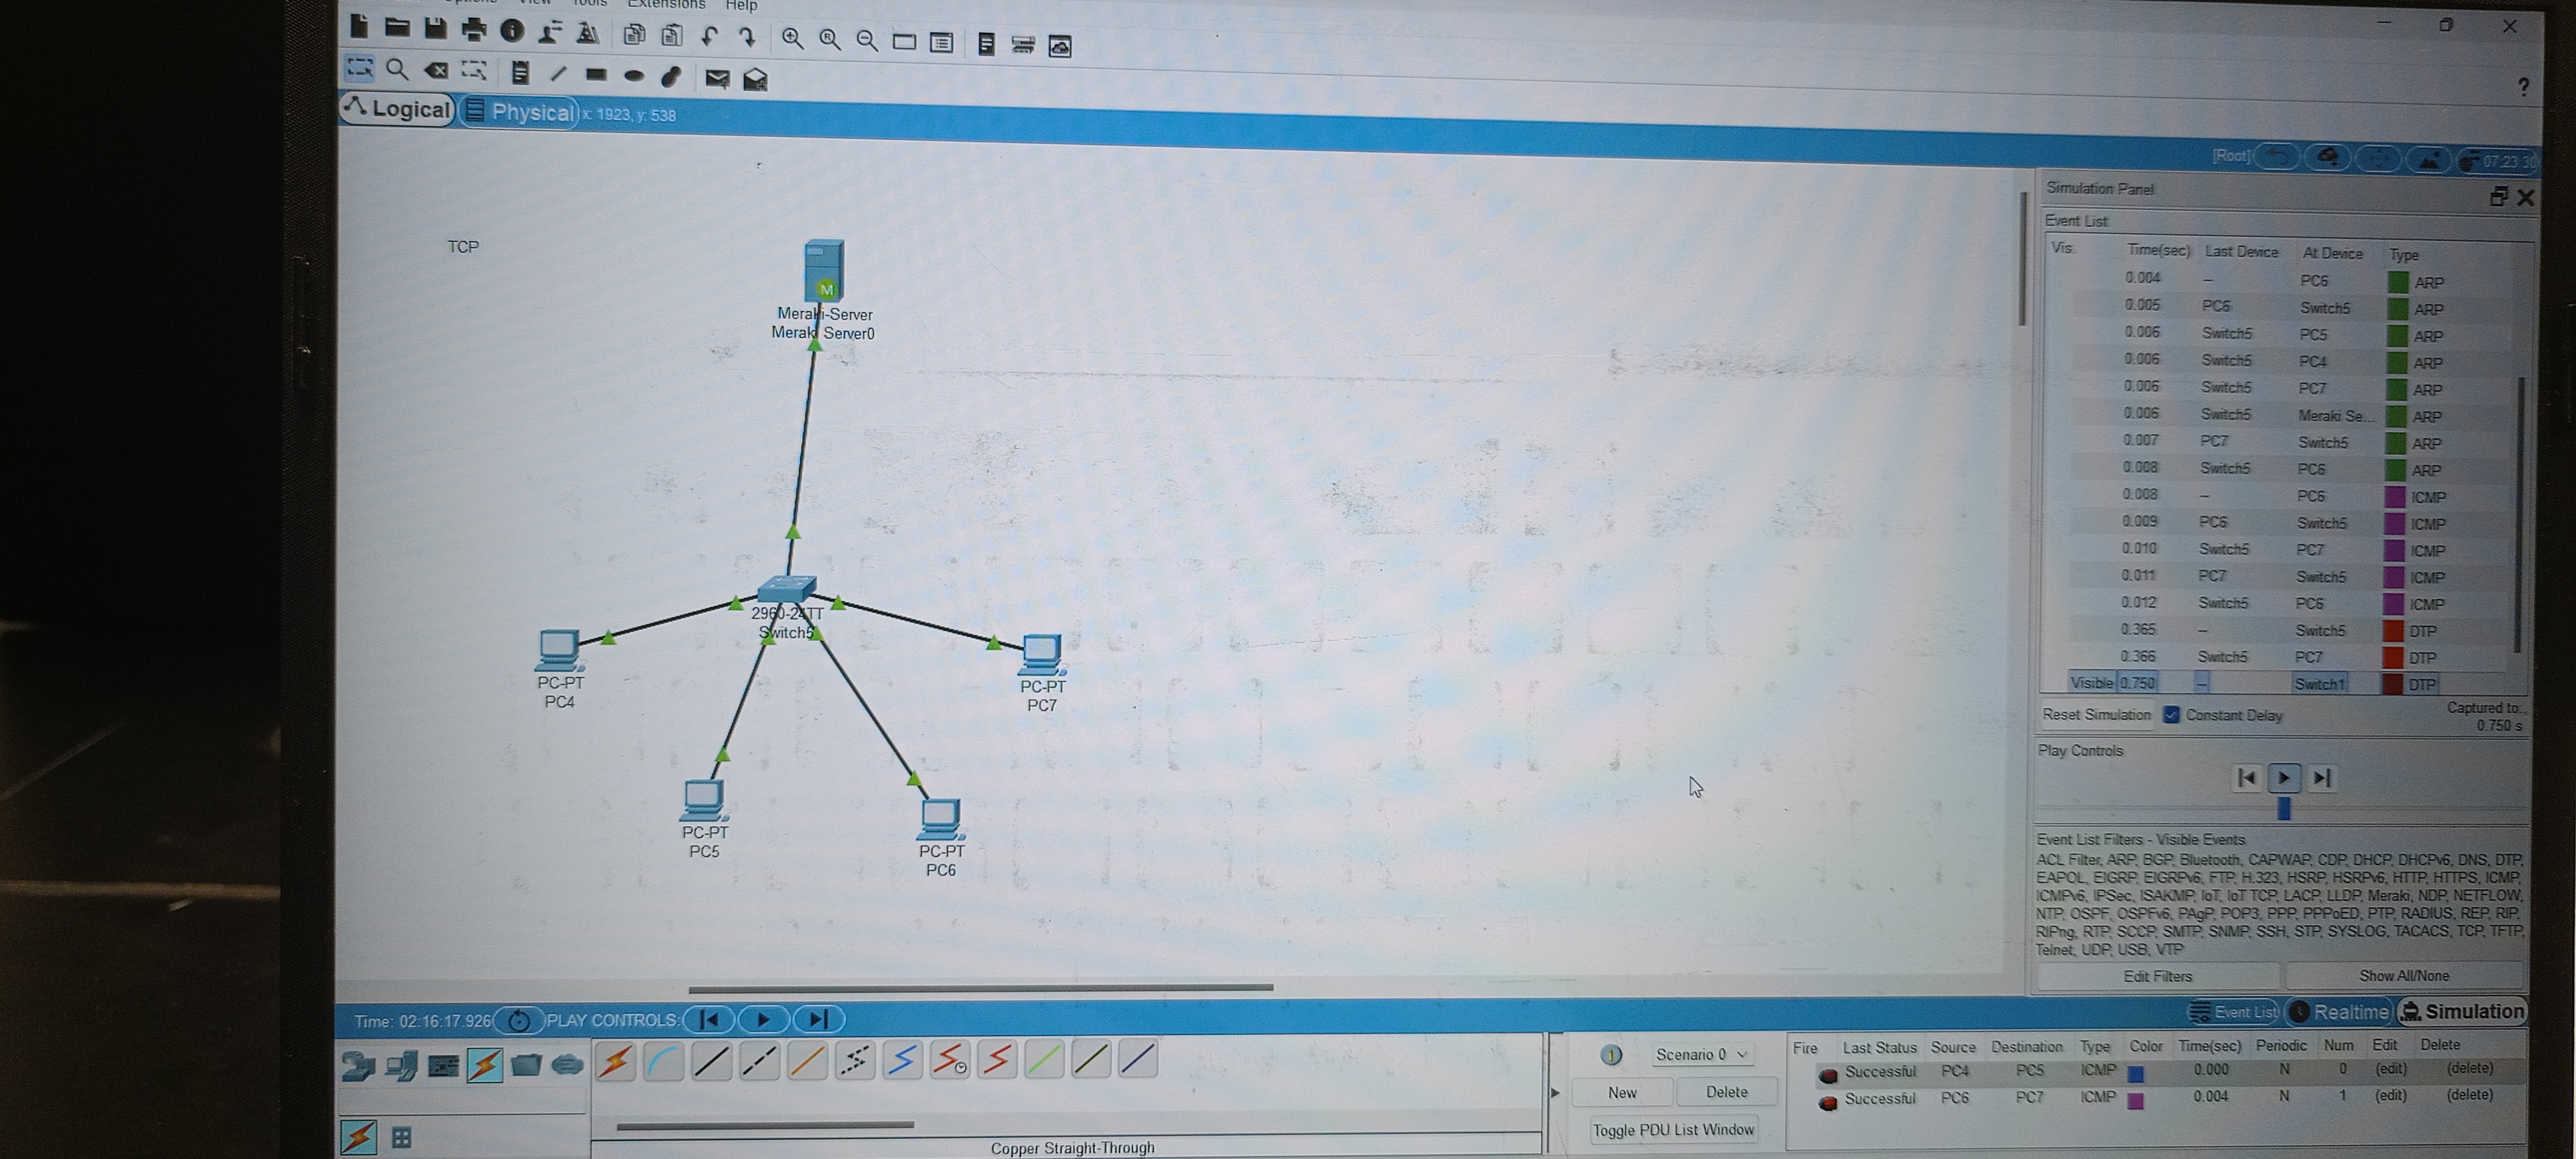 Options View Tools Extensions Help
Logical Physical x: 1923, y: 538
?
[Root] 07:23:30
TCP
Meraki-Server
Meraki Server0
2960-24TT
Switch5
PC-PT
PC4
PC-PT
PC7
PC-PT
PC5
PC-PT
PC6
Simulation Panel
Event List
Vis. Time(sec) Last Device At Device Type
0.004 – PC6 ARP
0.005 PC6 Switch5 ARP
0.006 Switch5 PC5 ARP
0.006 Switch5 PC4 ARP
0.006 Switch5 PC7 ARP
0.006 Switch5 Meraki Se... ARP
0.007 PC7 Switch5 ARP
0.008 Switch5 PC6 ARP
0.008 – PC6 ICMP
0.009 PC6 Switch5 ICMP
0.010 Switch5 PC7 ICMP
0.011 PC7 Switch5 ICMP
0.012 Switch5 PC6 ICMP
0.365 – Switch5 DTP
0.366 Switch5 PC7 DTP
Visible 0.750 – Switch1 DTP
Reset Simulation Constant Delay Captured to:
0.750 s
Play Controls
Event List Filters - Visible Events
ACL Filter, ARP, BGP, Bluetooth, CAPWAP, CDP, DHCP, DHCPv6, DNS, DTP,
EAPOL, EIGRP, EIGRPv6, FTP, H.323, HSRP, HSRPv6, HTTP, HTTPS, ICMP,
ICMPv6, IPSec, ISAKMP, IoT, IoT TCP, LACP, LLDP, Meraki, NDP, NETFLOW,
NTP, OSPF, OSPFv6, PAgP, POP3, PPP, PPPoED, PTP, RADIUS, REP, RIP,
RIPng, RTP, SCCP, SMTP, SNMP, SSH, STP, SYSLOG, TACACS, TCP, TFTP,
Telnet, UDP, USB, VTP
Edit Filters Show All/None
Time: 02:16:17.926 PLAY CONTROLS:
Event List Realtime Simulation
Scenario 0
New Delete
Toggle PDU List Window
Fire Last Status Source Destination Type Color Time(sec) Periodic Num Edit Delete
Successful PC4 PC5 ICMP 0.000 N 0 (edit) (delete)
Successful PC6 PC7 ICMP 0.004 N 1 (edit) (delete)
Copper Straight-Through